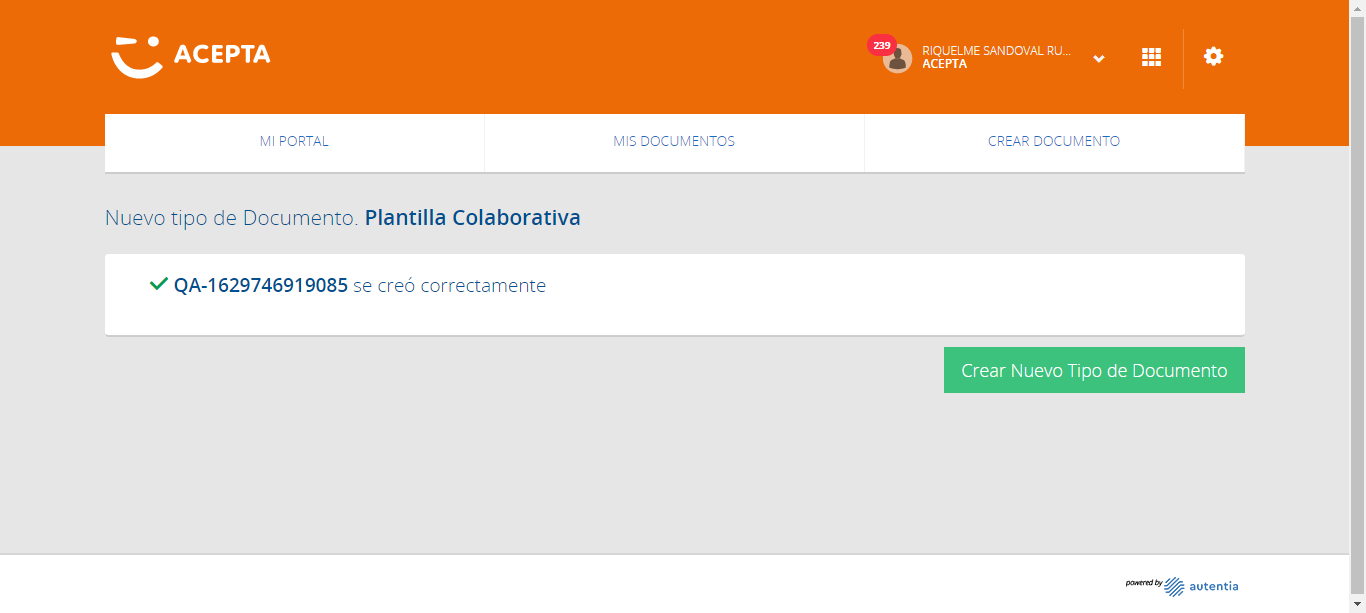 ACEPTA
239
RIQUELME SANDOVAL RU...
ACEPTA
MI PORTAL
MIS DOCUMENTOS
CREAR DOCUMENTO
Nuevo tipo de Documento. Plantilla Colaborativa
QA-1629746919085 se creó correctamente
Crear Nuevo Tipo de Documento
powered by autentia